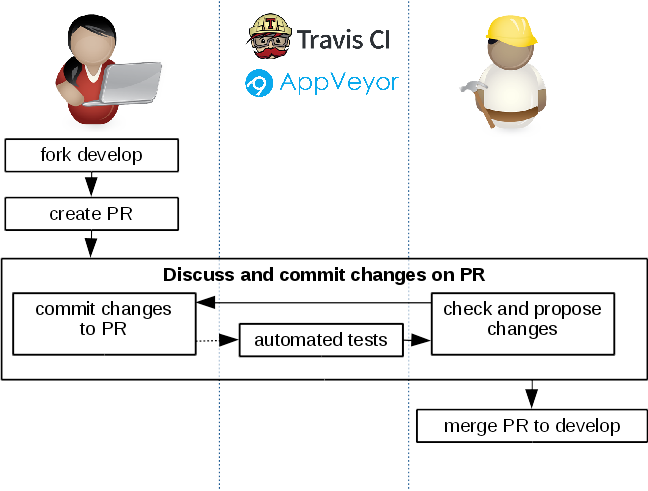 Travis CI
AppVeyor
fork develop
create PR
Discuss and commit changes on PR
commit changes
to PR
automated tests
check and propose
changes
merge PR to develop